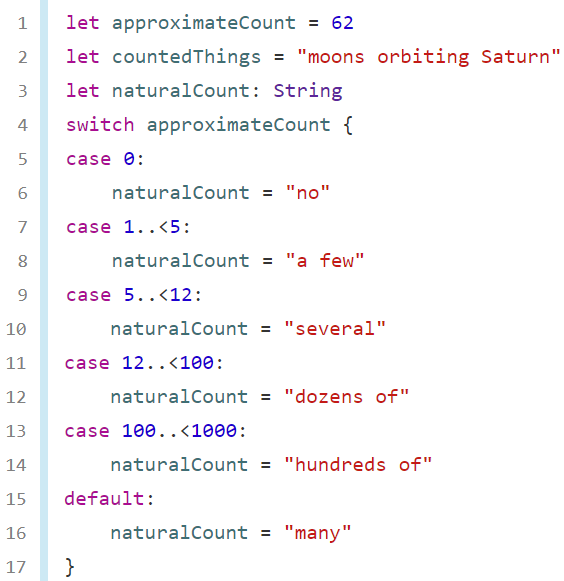 1 let approximateCount = 62
2 let countedThings = "moons orbiting Saturn"
3 let naturalCount: String
4 switch approximateCount {
5 case 0:
6     naturalCount = "no"
7 case 1..<5:
8     naturalCount = "a few"
9 case 5..<12:
10     naturalCount = "several"
11 case 12..<100:
12     naturalCount = "dozens of"
13 case 100..<1000:
14     naturalCount = "hundreds of"
15 default:
16     naturalCount = "many"
17 }